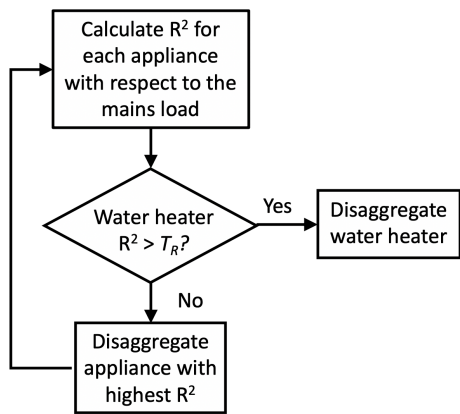 Calculate R² for
each appliance
with respect to the
mains load
Water heater
R² > T_R?
Yes
Disaggregate
water heater
No
Disaggregate
appliance with
highest R²